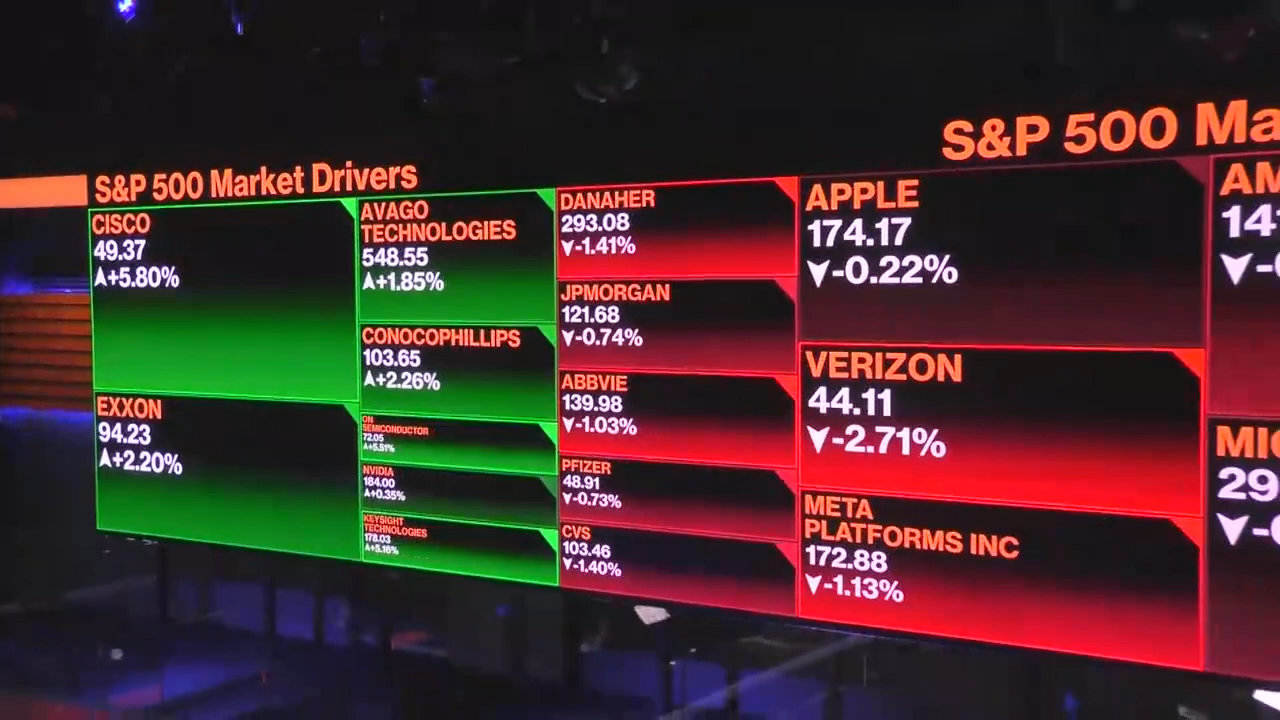 S&P 500 Market Drivers
CISCO
49.37
+5.80%
EXXON
94.23
+2.20%
AVAGO
TECHNOLOGIES
548.55
+1.85%
CONOCOPHILLIPS
103.65
+2.26%
ON
SEMICONDUCTOR
72.05
+5.51%
NVIDIA
184.00
+0.35%
KEYSIGHT
TECHNOLOGIES
178.03
+5.16%
DANAHER
293.08
-1.41%
JPMORGAN
121.68
-0.74%
ABBVIE
139.98
-1.03%
PFIZER
48.91
-0.73%
CVS
103.46
-1.40%
S&P 500 Ma
APPLE
174.17
-0.22%
VERIZON
44.11
-2.71%
META
PLATFORMS INC
172.88
-1.13%
AM
14
MIC
29